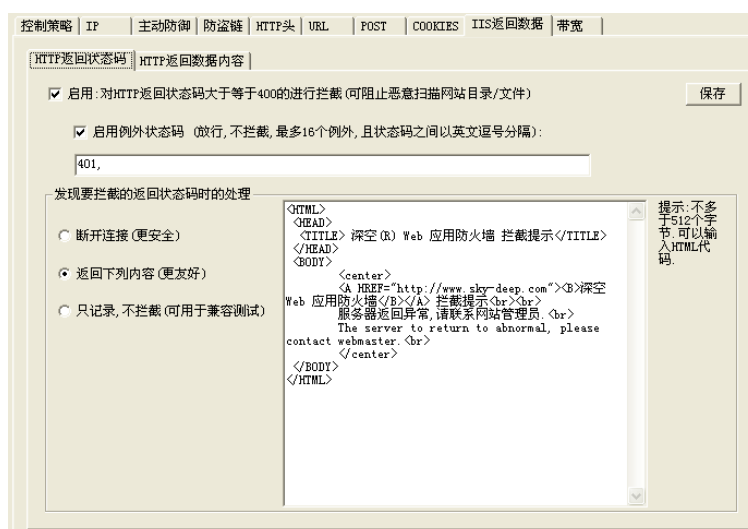 控制策略 IP 主动防御 防盗链 HTTP头 URL POST COOKIES IIS返回数据 带宽
HTTP返回状态码 HTTP返回数据内容
启用:对HTTP返回状态码大于等于400的进行拦截(可阻止恶意扫描网站目录/文件) 保存
启用例外状态码 (放行,不拦截,最多16个例外,且状态码之间以英文逗号分隔):
401,
发现要拦截的返回状态码时的处理
断开连接(更安全)
返回下列内容(更友好)
只记录,不拦截(可用于兼容测试)
<HTML>
<HEAD>
<TITLE> 深空(R) Web 应用防火墙 拦截提示</TITLE>
</HEAD>
<BODY>
<center>
<A HREF="http://www.sky-deep.com"><B>深空
Web 应用防火墙</B></A> 拦截提示<br><br>
服务器返回异常,请联系网站管理员.<br>
The server to return to abnormal, please
contact webmaster.<br>
</center>
</BODY>
</HTML>
提示:不多
于512个字
节.可以输
入HTML代
码.